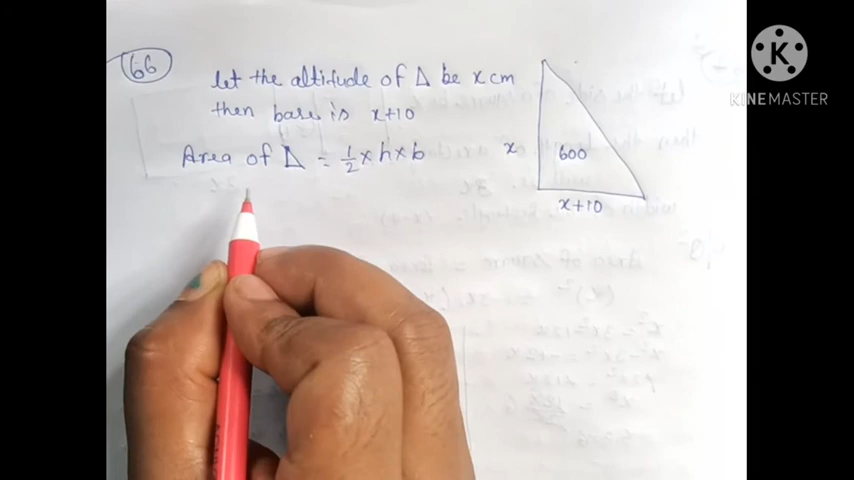 66
let the altitude of Δ be x cm
then base is x+10
Area of Δ = 1/2 × h × b
x
600
x+10
K
KINEMASTER